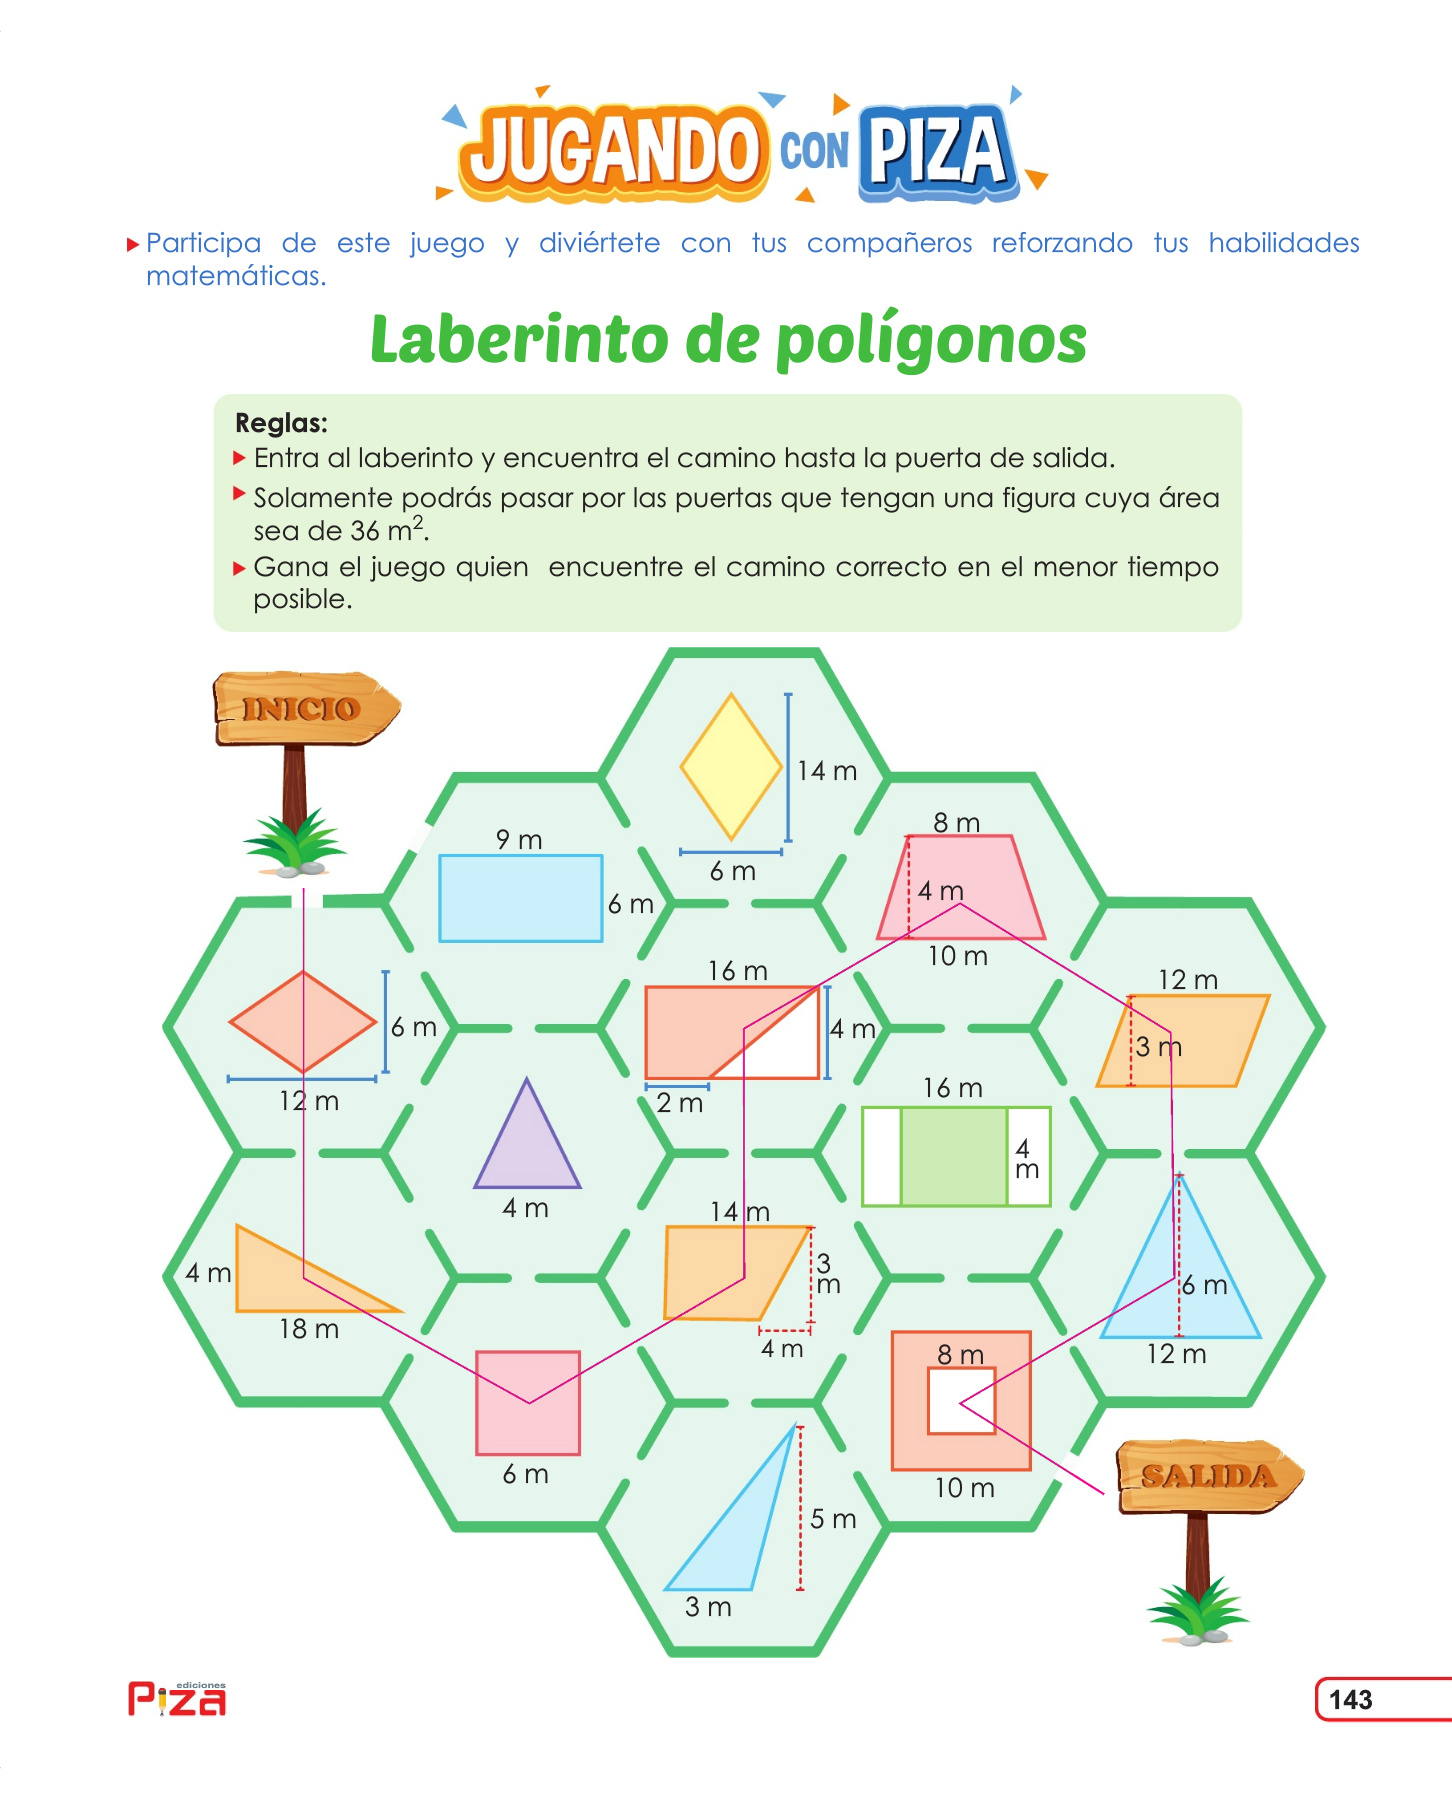 JUGANDO CON PIZA
Participa de este juego y diviértete con tus compañeros reforzando tus habilidades
matemáticas.
Laberinto de polígonos
Reglas:
Entra al laberinto y encuentra el camino hasta la puerta de salida.
Solamente podrás pasar por las puertas que tengan una figura cuya área
sea de 36 m².
Gana el juego quien encuentre el camino correcto en el menor tiempo
posible.
INICIO
14 m
6 m
9 m
6 m
8 m
4 m
10 m
6 m
12 m
16 m
4 m
2 m
12 m
3 m
4 m
16 m
4
m
4 m
18 m
14 m
3
m
4 m
6 m
12 m
6 m
8 m
10 m
5 m
3 m
SALIDA
ediciones
Piza
143